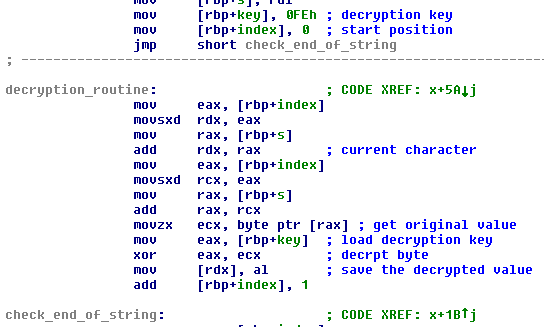 mov [rbp+s], rdi
mov [rbp+key], 0FEh ; decryption key
mov [rbp+index], 0 ; start position
jmp short check_end_of_string
; ---------------------------------------------------------------------------
decryption_routine: ; CODE XREF: x+5A↓j
mov eax, [rbp+index]
movsxd rdx, eax
mov rax, [rbp+s]
add rdx, rax ; current character
mov eax, [rbp+index]
movsxd rcx, eax
mov rax, [rbp+s]
add rax, rcx
movzx ecx, byte ptr [rax] ; get original value
mov eax, [rbp+key] ; load decryption key
xor eax, ecx ; decrpt byte
mov [rdx], al ; save the decrypted value
add [rbp+index], 1
check_end_of_string: ; CODE XREF: x+1B↑j